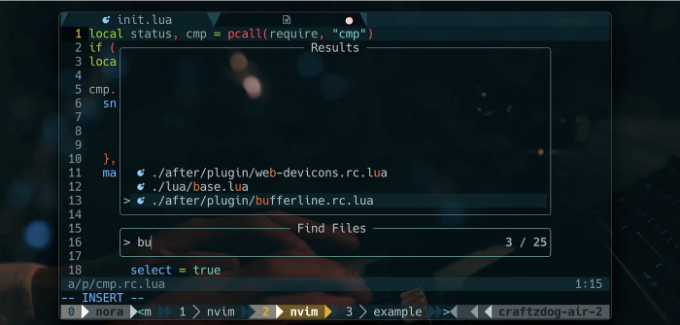 init.lua
1 local status, cmp = pcall(require, "cmp")
2 if (
3 loca
4
5 cmp.
6 sn
7
8
9
10 },
11 ma
12
13
14
15
16
17
18 select = true
Results
./after/plugin/web-devicons.rc.lua
./lua/base.lua
> ./after/plugin/bufferline.rc.lua
Find Files
> bu 3 / 25
a/p/cmp.rc.lua 1:15
-- INSERT --
0 nora <m 1 > nvim 2 nvim 3 > example >< craftzdog-air-2